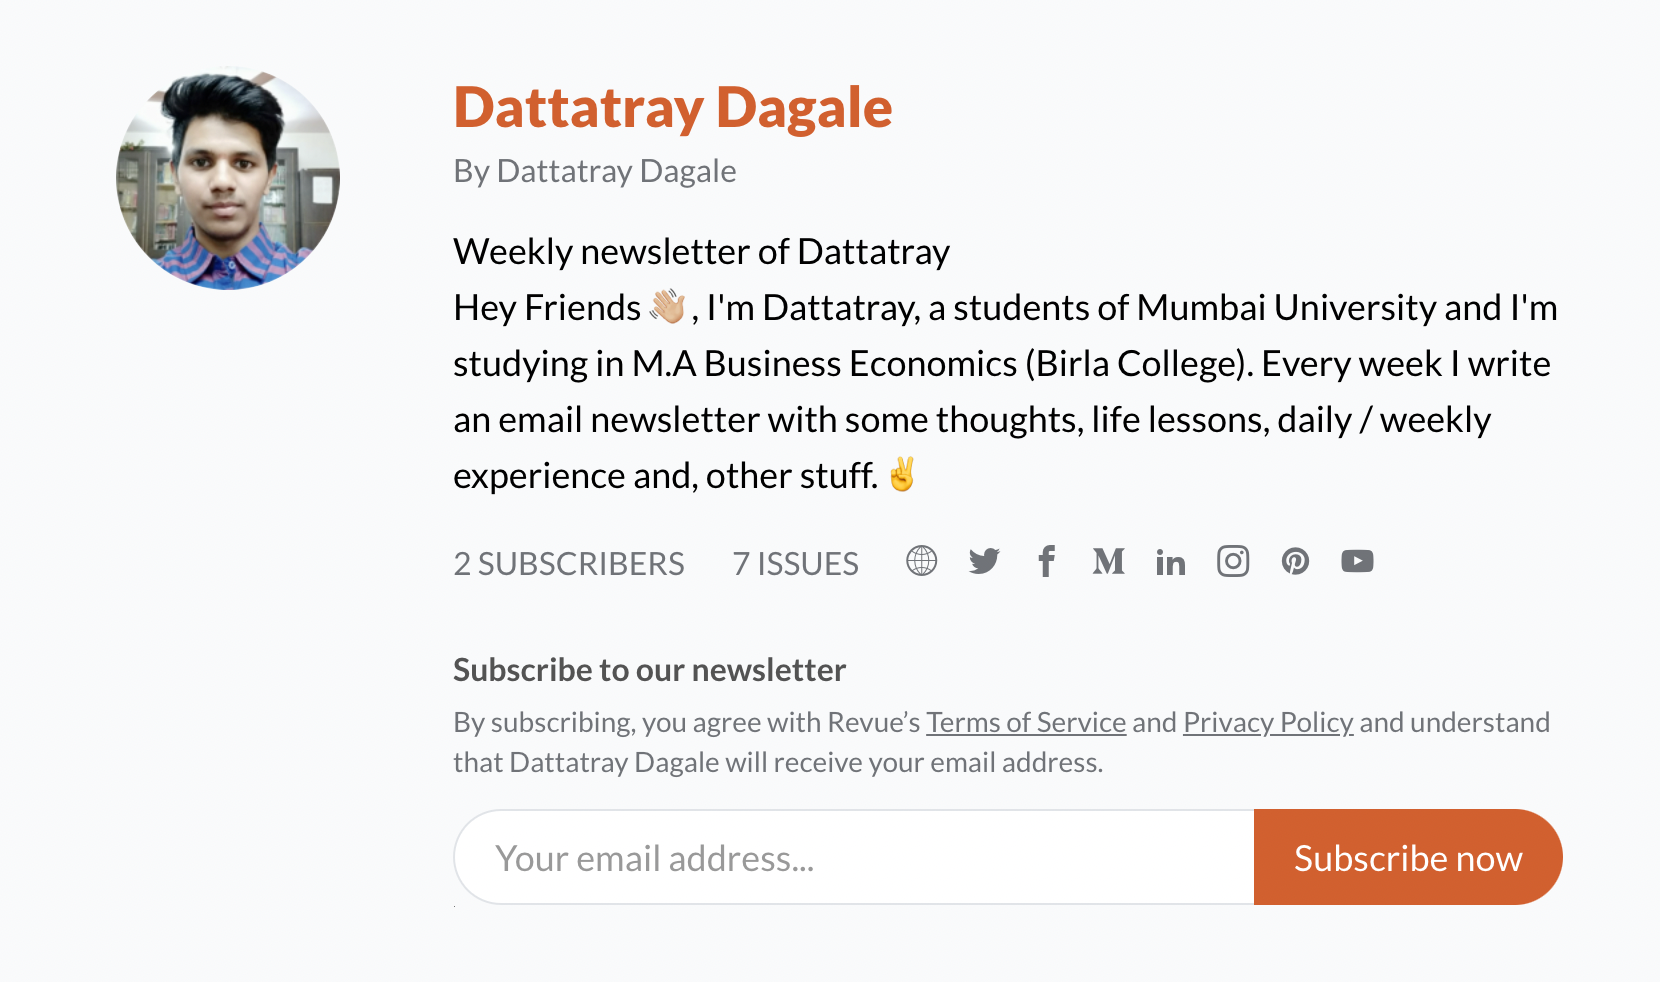 Dattatray Dagale
By Dattatray Dagale
Weekly newsletter of Dattatray
Hey Friends 👋🏼, I'm Dattatray, a students of Mumbai University and I'm
studying in M.A Business Economics (Birla College). Every week I write
an email newsletter with some thoughts, life lessons, daily / weekly
experience and, other stuff. ✌️
2 SUBSCRIBERS 7 ISSUES
Subscribe to our newsletter
By subscribing, you agree with Revue’s Terms of Service and Privacy Policy and understand
that Dattatray Dagale will receive your email address.
Your email address... Subscribe now